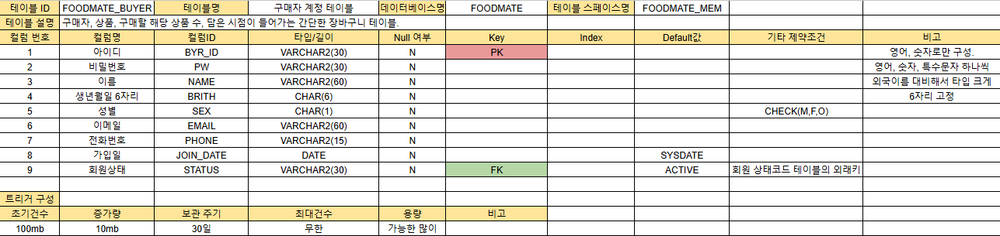 테이블 ID FOODMATE_BUYER 테이블명 구매자 계정 테이블 데이터베이스명 FOODMATE 테이블 스페이스명 FOODMATE_MEM
테이블 설명 구매자, 상품, 구매할 해당 상품 수, 담은 시점이 들어가는 간단한 장바구니 테이블.
컬럼 번호 컬럼명 컬럼ID 타입/길이 Null 여부 Key Index Default값 기타 제약조건 비고
1 아이디 BYR_ID VARCHAR2(30) N PK 영어, 숫자로만 구성.
2 비밀번호 PW VARCHAR2(30) N 영어, 숫자, 특수문자 하나씩
3 이름 NAME VARCHAR2(60) N 외국이름 대비해서 타입 크게
4 생년월일 6자리 BRITH CHAR(6) N 6자리 고정
5 성별 SEX CHAR(1) N CHECK(M,F,O)
6 이메일 EMAIL VARCHAR2(60) N
7 전화번호 PHONE VARCHAR2(15) N
8 가입일 JOIN_DATE DATE N SYSDATE
9 회원상태 STATUS VARCHAR2(30) N FK ACTIVE 회원 상태코드 테이블의 외래키
트리거 구성
초기건수 증가량 보관 주기 최대건수 용량 비고
100mb 10mb 30일 무한 가능한 많이